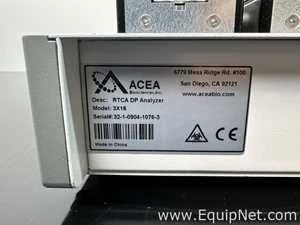 ACEA
Biosciences, Inc.
6779 Mesa Ridge Rd. #100
San Diego, CA 92121
www.aceabio.com
Desc: RTCA DP Analyzer
Model: 3X16
Serial#: 32-1-0904-1076-3
Made in China
www.EquipNet.com